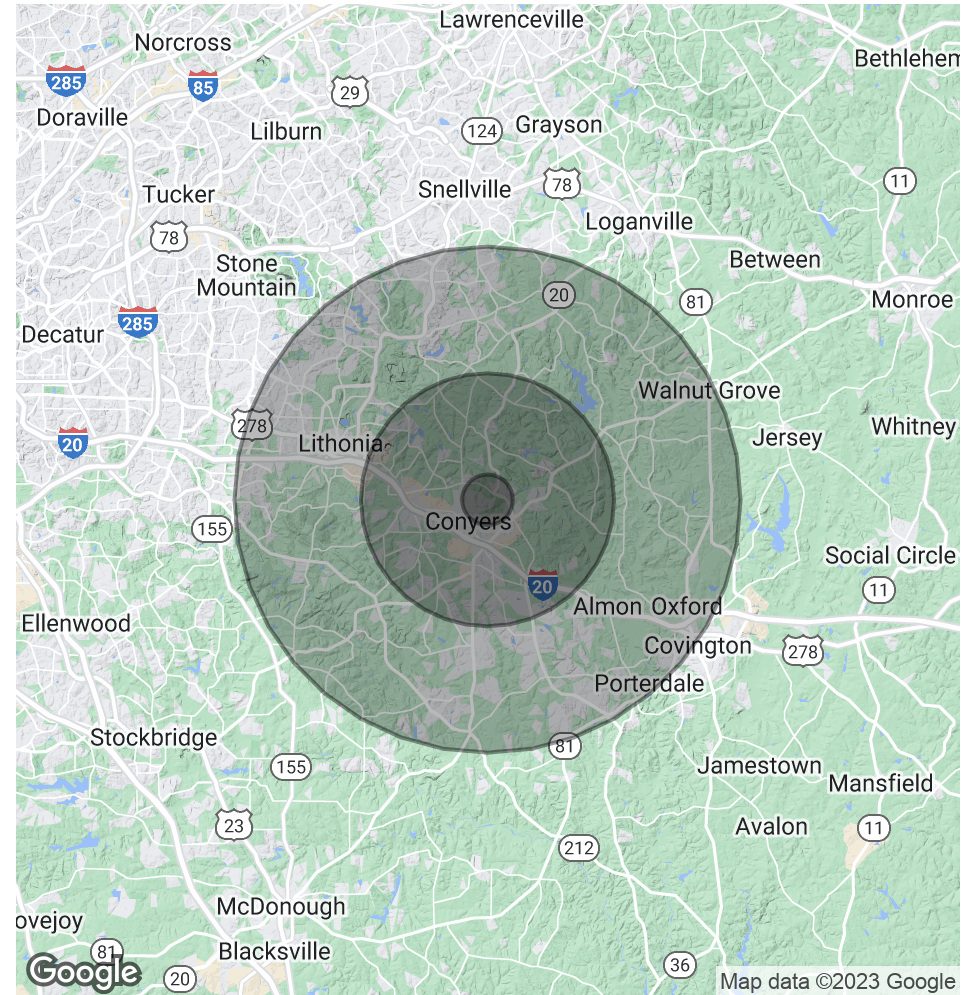 Lawrenceville
Norcross
Bethlehem
285
85
29
Doraville
Grayson
Lilburn
124
Tucker
Snellville
78
11
Loganville
78
Stone
Mountain
Between
20
81
Monroe
285
Decatur
Walnut Grove
278
Whitney
Jersey
20
Lithonia
Conyers
155
Social Circle
20
11
Almon
Oxford
Ellenwood
Covington
278
Porterdale
Stockbridge
81
155
Jamestown
Mansfield
23
Avalon
11
212
McDonough
ovejoy
81
Blacksville
36
20
Google
Map data ©2023 Google